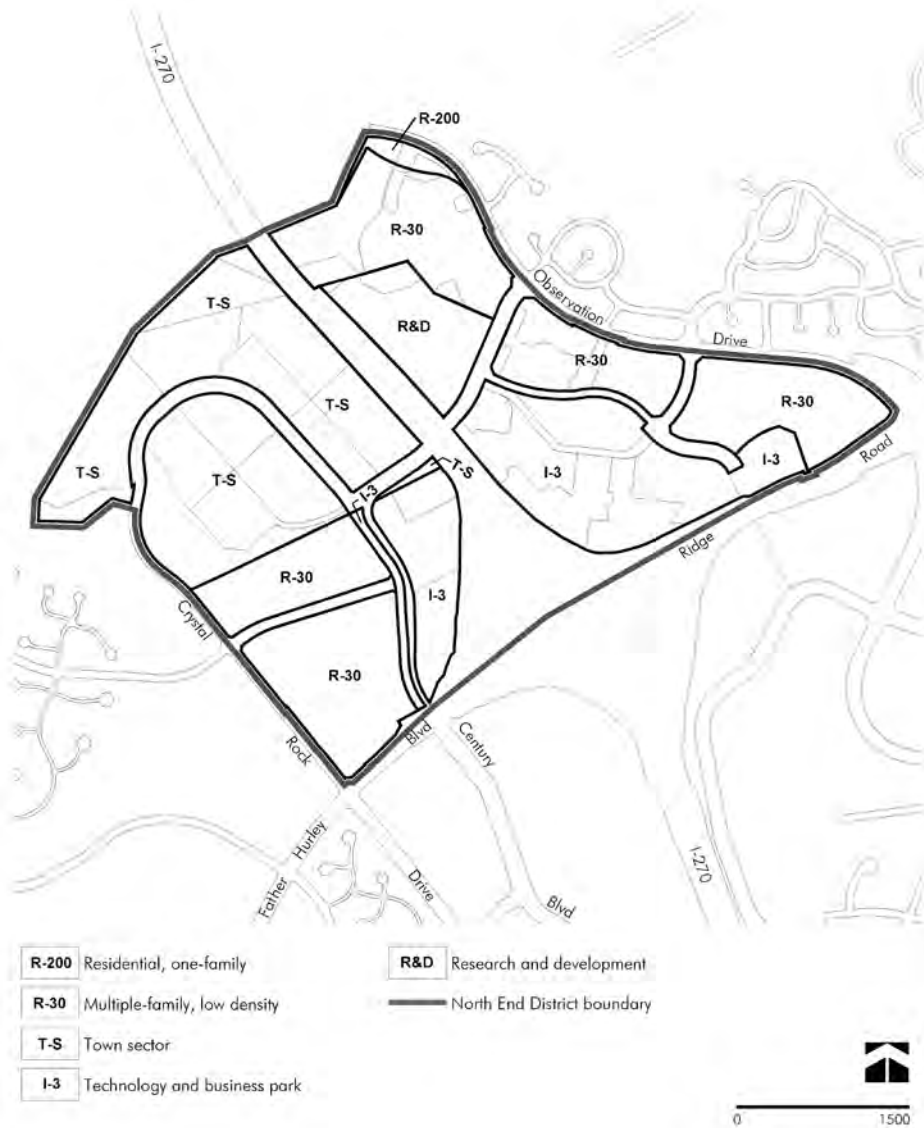 I-270
R-200
R-30
Observation
Drive
T-S
R&D
R-30
T-S
R-30
Road
T-S
T-S
I-3
I-3
T-S
I-3
Ridge
R-30
I-3
Crystal
R-30
Rock
Blvd
Century
Hurley
Father
Drive
Blvd
I-270
R-200 Residential, one-family
R-30 Multiple-family, low density
T-S Town sector
I-3 Technology and business park
R&D Research and development
North End District boundary
0 1500